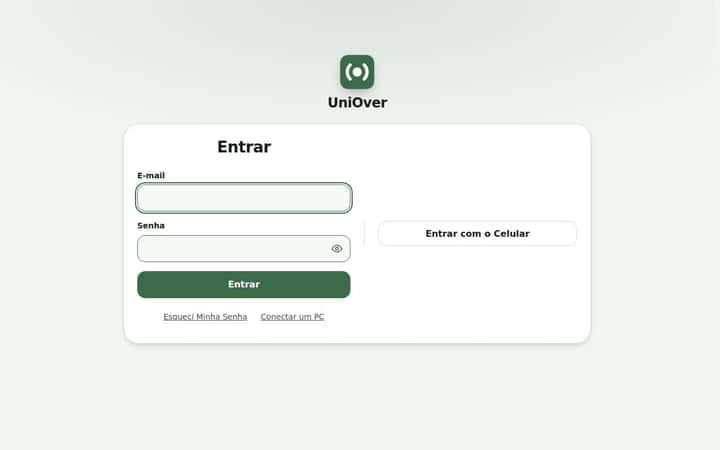 UniOver
Entrar
E-mail
Senha
Entrar
Esqueci Minha Senha
Conectar um PC
Entrar com o Celular